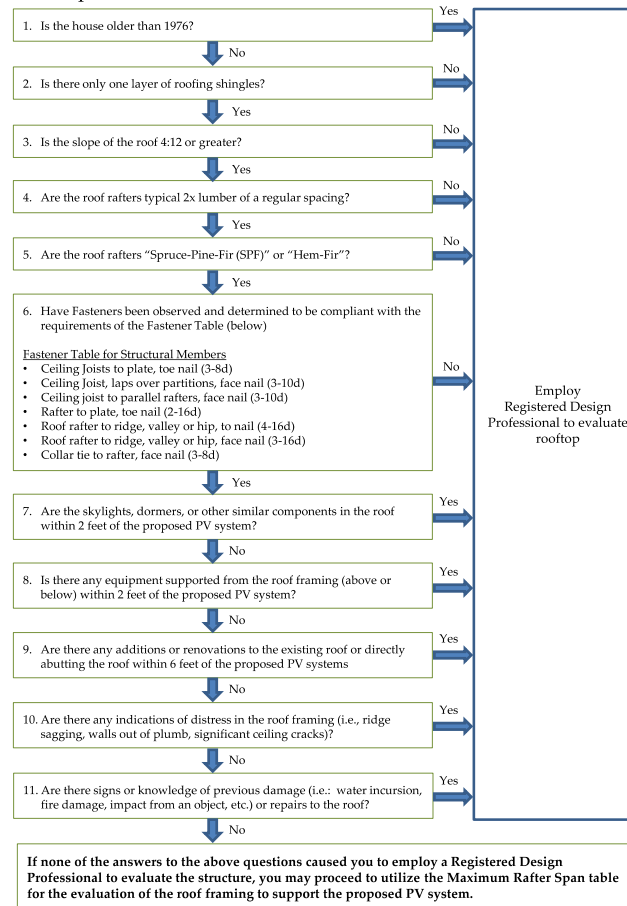 1. Is the house older than 1976?
Yes
No
2. Is there only one layer of roofing shingles?
No
Yes
3. Is the slope of the roof 4:12 or greater?
No
Yes
4. Are the roof rafters typical 2x lumber of a regular spacing?
No
Yes
5. Are the roof rafters “Spruce-Pine-Fir (SPF)” or “Hem-Fir”?
No
Yes
6. Have Fasteners been observed and determined to be compliant with the
requirements of the Fastener Table (below)
Fastener Table for Structural Members
• Ceiling Joists to plate, toe nail (3-8d)
• Ceiling Joist, laps over partitions, face nail (3-10d)
• Ceiling joist to parallel rafters, face nail (3-10d)
• Rafter to plate, toe nail (2-16d)
• Roof rafter to ridge, valley or hip, to nail (4-16d)
• Roof rafter to ridge, valley or hip, face nail (3-16d)
• Collar tie to rafter, face nail (3-8d)
No
Yes
7. Are the skylights, dormers, or other similar components in the roof
within 2 feet of the proposed PV system?
Yes
No
8. Is there any equipment supported from the roof framing (above or
below) within 2 feet of the proposed PV system?
Yes
No
9. Are there any additions or renovations to the existing roof or directly
abutting the roof within 6 feet of the proposed PV systems
Yes
No
10. Are there any indications of distress in the roof framing (i.e., ridge
sagging, walls out of plumb, significant ceiling cracks)?
Yes
No
11. Are there signs or knowledge of previous damage (i.e.: water incursion,
fire damage, impact from an object, etc.) or repairs to the roof?
Yes
No
Employ
Registered Design
Professional to evaluate
rooftop
If none of the answers to the above questions caused you to employ a Registered Design
Professional to evaluate the structure, you may proceed to utilize the Maximum Rafter Span table
for the evaluation of the roof framing to support the proposed PV system.